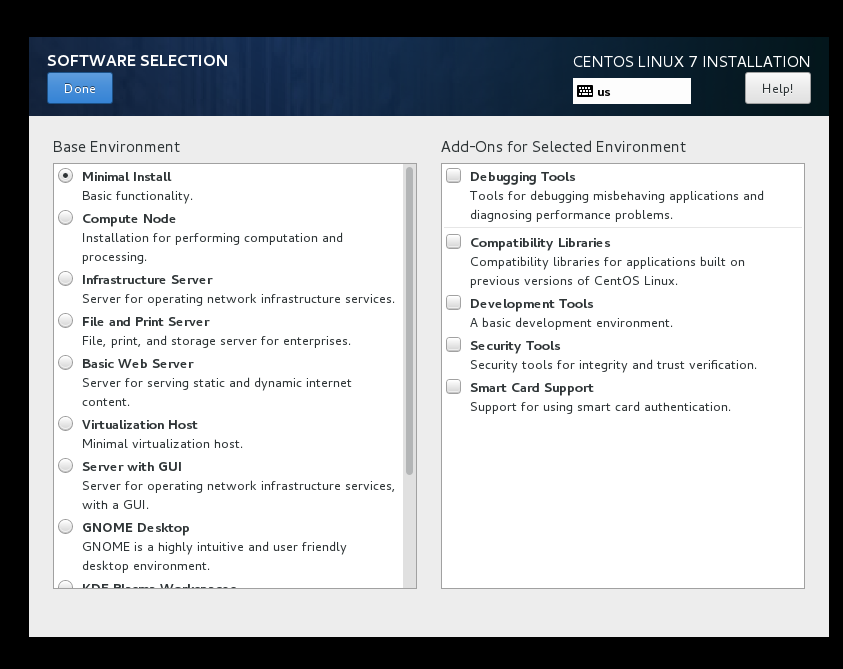 SOFTWARE SELECTION
CENTOS LINUX 7 INSTALLATION
Done
us
Help!
Base Environment
Minimal Install
Basic functionality.
Compute Node
Installation for performing computation and
processing.
Infrastructure Server
Server for operating network infrastructure services.
File and Print Server
File, print, and storage server for enterprises.
Basic Web Server
Server for serving static and dynamic internet
content.
Virtualization Host
Minimal virtualization host.
Server with GUI
Server for operating network infrastructure services,
with a GUI.
GNOME Desktop
GNOME is a highly intuitive and user friendly
desktop environment.
KDE Plasma Workspaces
Add-Ons for Selected Environment
Debugging Tools
Tools for debugging misbehaving applications and
diagnosing performance problems.
Compatibility Libraries
Compatibility libraries for applications built on
previous versions of CentOS Linux.
Development Tools
A basic development environment.
Security Tools
Security tools for integrity and trust verification.
Smart Card Support
Support for using smart card authentication.